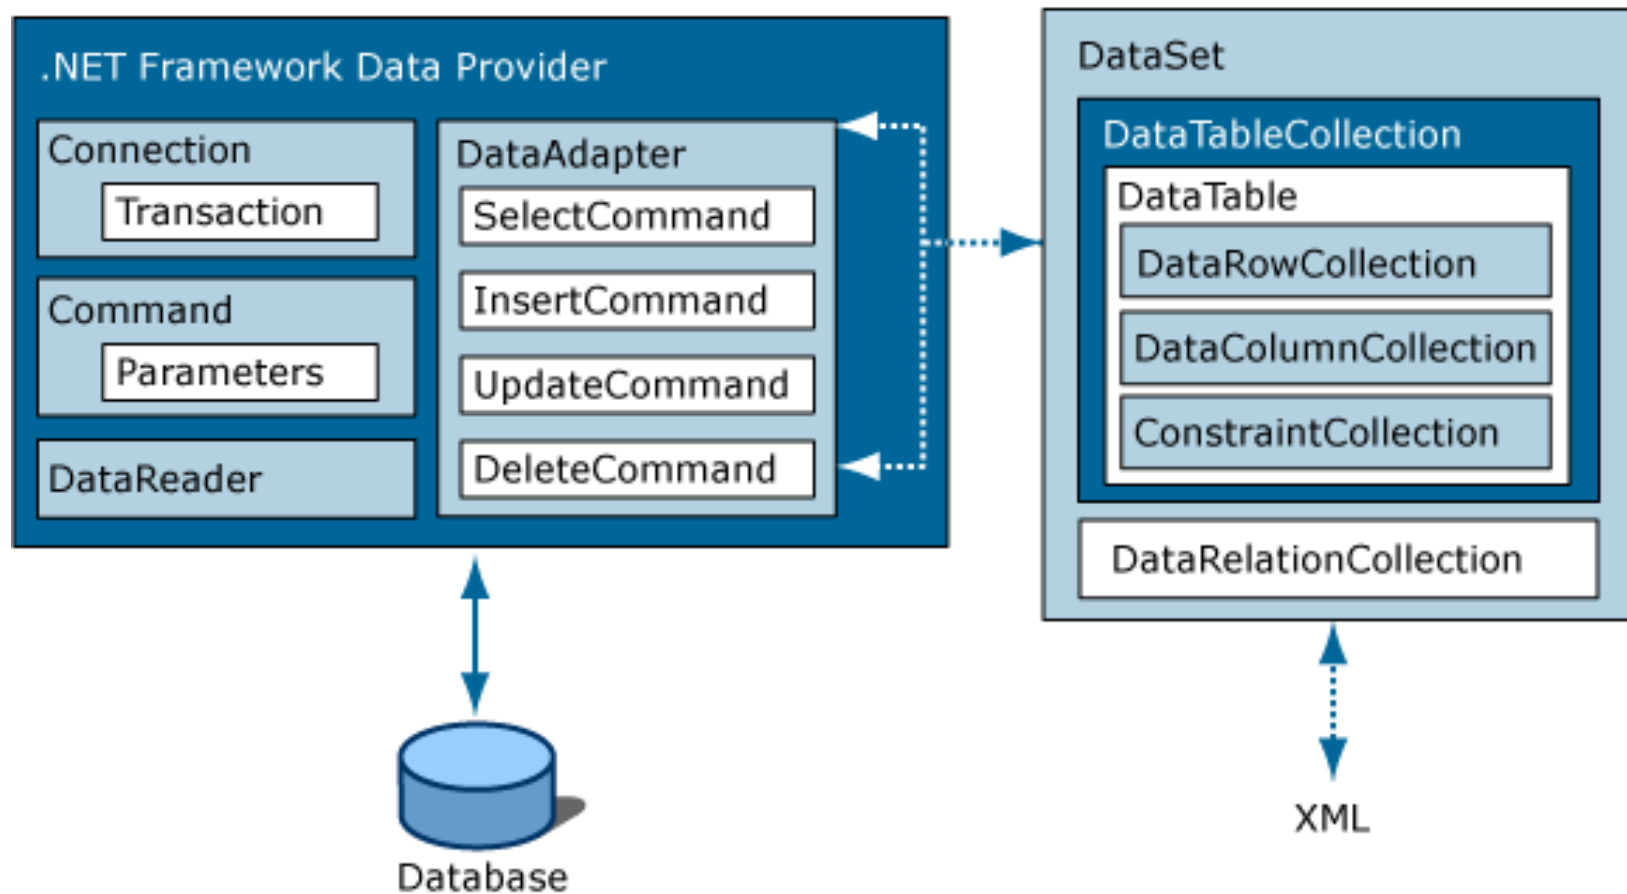 .NET Framework Data Provider
Connection
Transaction
Command
Parameters
DataReader
DataAdapter
SelectCommand
InsertCommand
UpdateCommand
DeleteCommand
Database
DataSet
DataTableCollection
DataTable
DataRowCollection
DataColumnCollection
ConstraintCollection
DataRelationCollection
XML